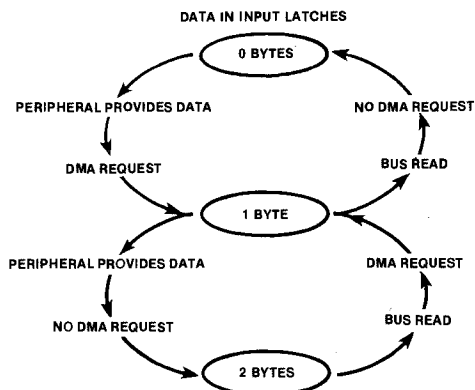 DATA IN INPUT LATCHES
0 BYTES
PERIPHERAL PROVIDES DATA
NO DMA REQUEST
DMA REQUEST
BUS READ
1 BYTE
PERIPHERAL PROVIDES DATA
DMA REQUEST
NO DMA REQUEST
BUS READ
2 BYTES